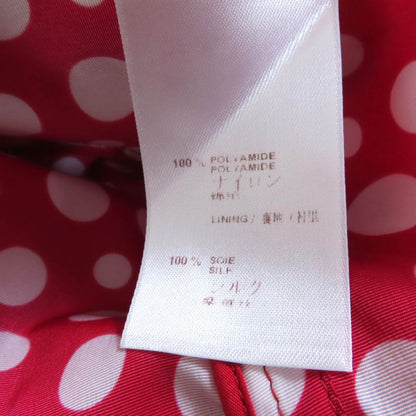 100% POLYAMIDE
POLYAMIDE
ナイロン
LINING / 裏地 / 衬里
100% SOIE
SILK
シルク